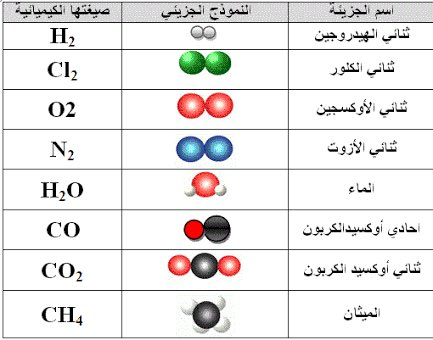 اسم الجزيئة النموذج الجزيئي صيغتها الكيميائية
ثنائي الهيدروجين H₂
ثنائي الكلور Cl₂
ثنائي الأوكسجين O2
ثنائي الأزوت N₂
الماء H₂O
احادي أوكسيدالكربون CO
ثنائي أوكسيد الكربون CO₂
الميثان CH₄